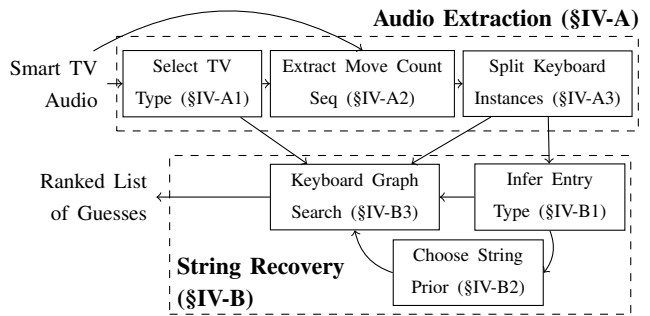 Audio Extraction (§IV-A)
Smart TV
Audio
Select TV
Type (§IV-A1)
Extract Move Count
Seq (§IV-A2)
Split Keyboard
Instances (§IV-A3)
Ranked List
of Guesses
Keyboard Graph
Search (§IV-B3)
Infer Entry
Type (§IV-B1)
Choose String
Prior (§IV-B2)
String Recovery
(§IV-B)